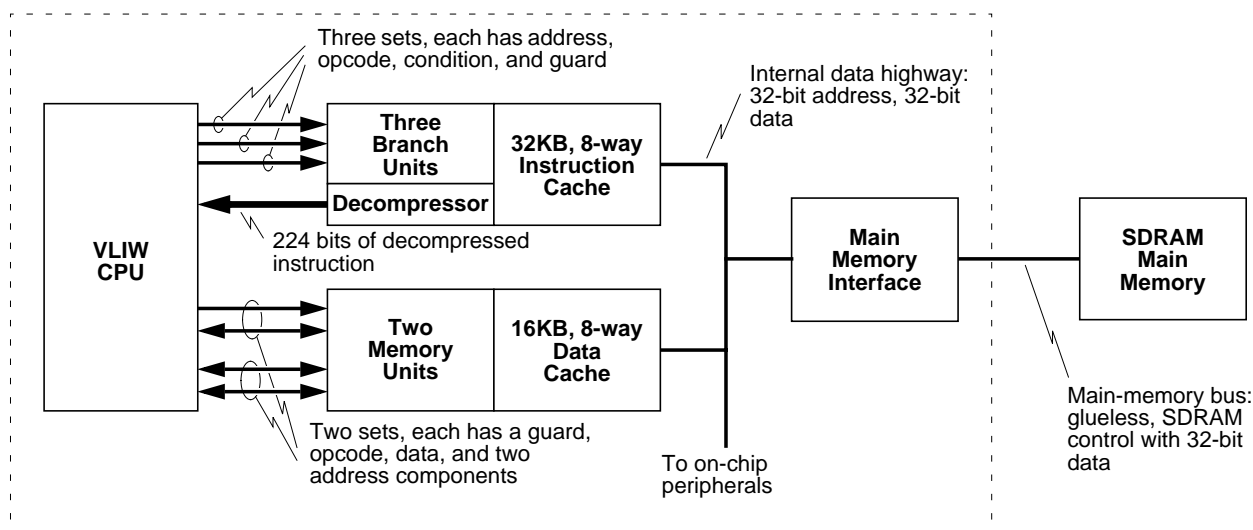 Three sets, each has address,
opcode, condition, and guard
Internal data highway:
32-bit address, 32-bit
data
VLIW
CPU
Three
Branch
Units
Decompressor
32KB, 8-way
Instruction
Cache
224 bits of decompressed
instruction
Two
Memory
Units
16KB, 8-way
Data
Cache
Two sets, each has a guard,
opcode, data, and two
address components
To on-chip
peripherals
Main
Memory
Interface
SDRAM
Main
Memory
Main-memory bus:
glueless, SDRAM
control with 32-bit
data